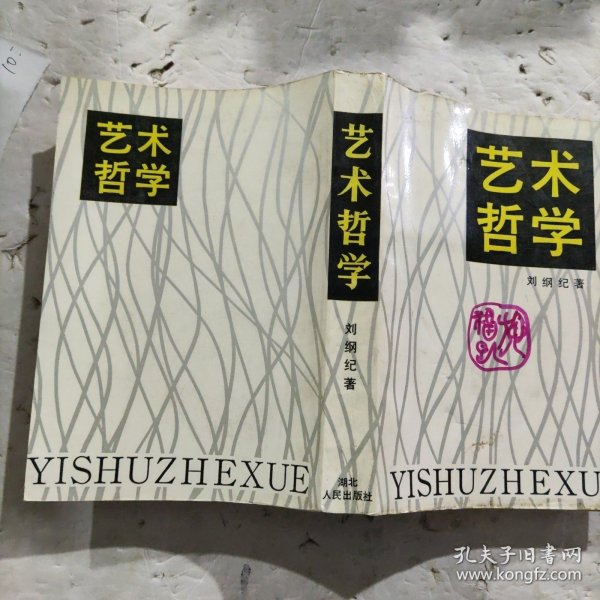 艺术
哲学
YISHUZHEXUE
艺术哲学
刘纲纪著
湖北
人民出版社
艺术
哲学
刘纲纪著
YISHUZHEXU
孔夫子旧书网
www.kongfz.com